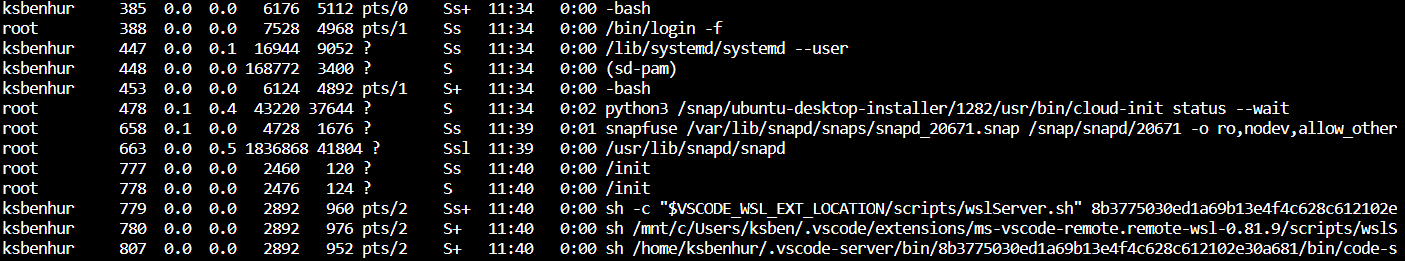 ksbenhur 385 0.0 0.0 6176 5112 pts/0 Ss+ 11:34 0:00 -bash
root 388 0.0 0.0 7528 4968 pts/1 Ss 11:34 0:00 /bin/login -f
ksbenhur 447 0.0 0.1 16944 9052 ? Ss 11:34 0:00 /lib/systemd/systemd --user
ksbenhur 448 0.0 0.0 168772 3400 ? S 11:34 0:00 (sd-pam)
ksbenhur 453 0.0 0.0 6124 4892 pts/1 S+ 11:34 0:00 -bash
root 478 0.1 0.4 43220 37644 ? S 11:34 0:02 python3 /snap/ubuntu-desktop-installer/1282/usr/bin/cloud-init status --wait
root 658 0.1 0.0 4728 1676 ? Ss 11:39 0:01 snapfuse /var/lib/snapd/snaps/snapd_20671.snap /snap/snapd/20671 -o ro,nodev,allow_other
root 663 0.0 0.5 1836868 41804 ? Ssl 11:39 0:00 /usr/lib/snapd/snapd
root 777 0.0 0.0 2460 120 ? Ss 11:40 0:00 /init
root 778 0.0 0.0 2476 124 ? S 11:40 0:00 /init
ksbenhur 779 0.0 0.0 2892 960 pts/2 Ss+ 11:40 0:00 sh -c "$VSCODE_WSL_EXT_LOCATION/scripts/wslServer.sh" 8b3775030ed1a69b13e4f4c628c612102e
ksbenhur 780 0.0 0.0 2892 976 pts/2 S+ 11:40 0:00 sh /mnt/c/Users/ksben/.vscode/extensions/ms-vscode-remote.remote-wsl-0.81.9/scripts/wslS
ksbenhur 807 0.0 0.0 2892 952 pts/2 S+ 11:40 0:00 sh /home/ksbenhur/.vscode-server/bin/8b3775030ed1a69b13e4f4c628c612102e30a681/bin/code-s